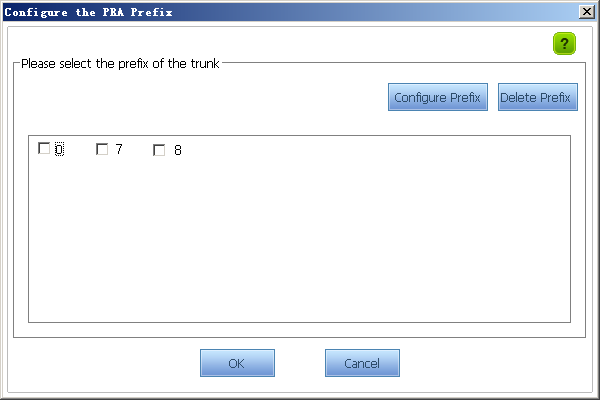 Configure the PRA Prefix
?
Please select the prefix of the trunk
Configure Prefix Delete Prefix
0 7 8
OK Cancel